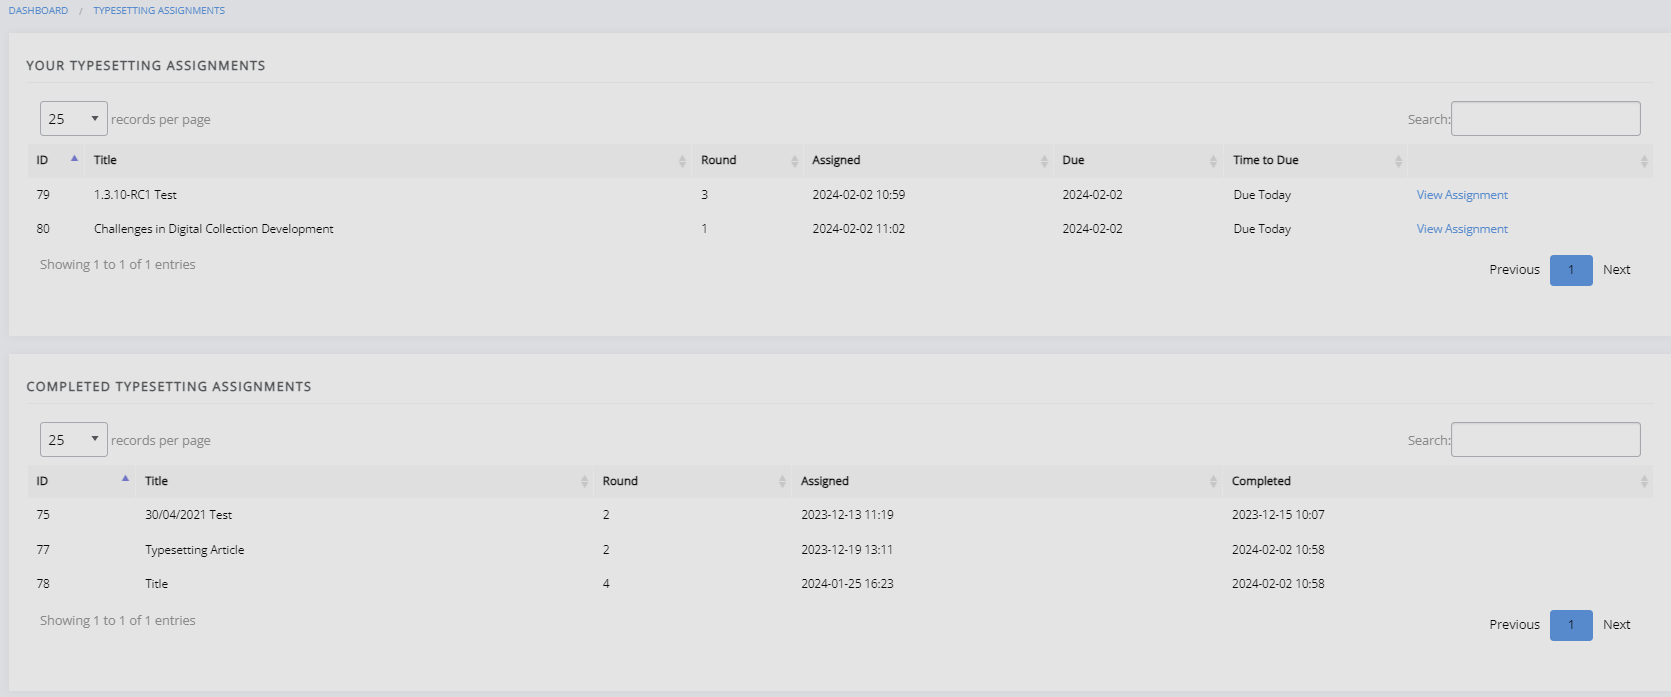 DASHBOARD / TYPESETTING ASSIGNMENTS
YOUR TYPESETTING ASSIGNMENTS
25 records per page Search:
ID Title Round Assigned Due Time to Due
79 1.3.10-RC1 Test 3 2024-02-02 10:59 2024-02-02 Due Today View Assignment
80 Challenges in Digital Collection Development 1 2024-02-02 11:02 2024-02-02 Due Today View Assignment
Showing 1 to 1 of 1 entries Previous 1 Next
COMPLETED TYPESETTING ASSIGNMENTS
25 records per page Search:
ID Title Round Assigned Completed
75 30/04/2021 Test 2 2023-12-13 11:19 2023-12-15 10:07
77 Typesetting Article 2 2023-12-19 13:11 2024-02-02 10:58
78 Title 4 2024-01-25 16:23 2024-02-02 10:58
Showing 1 to 1 of 1 entries Previous 1 Next